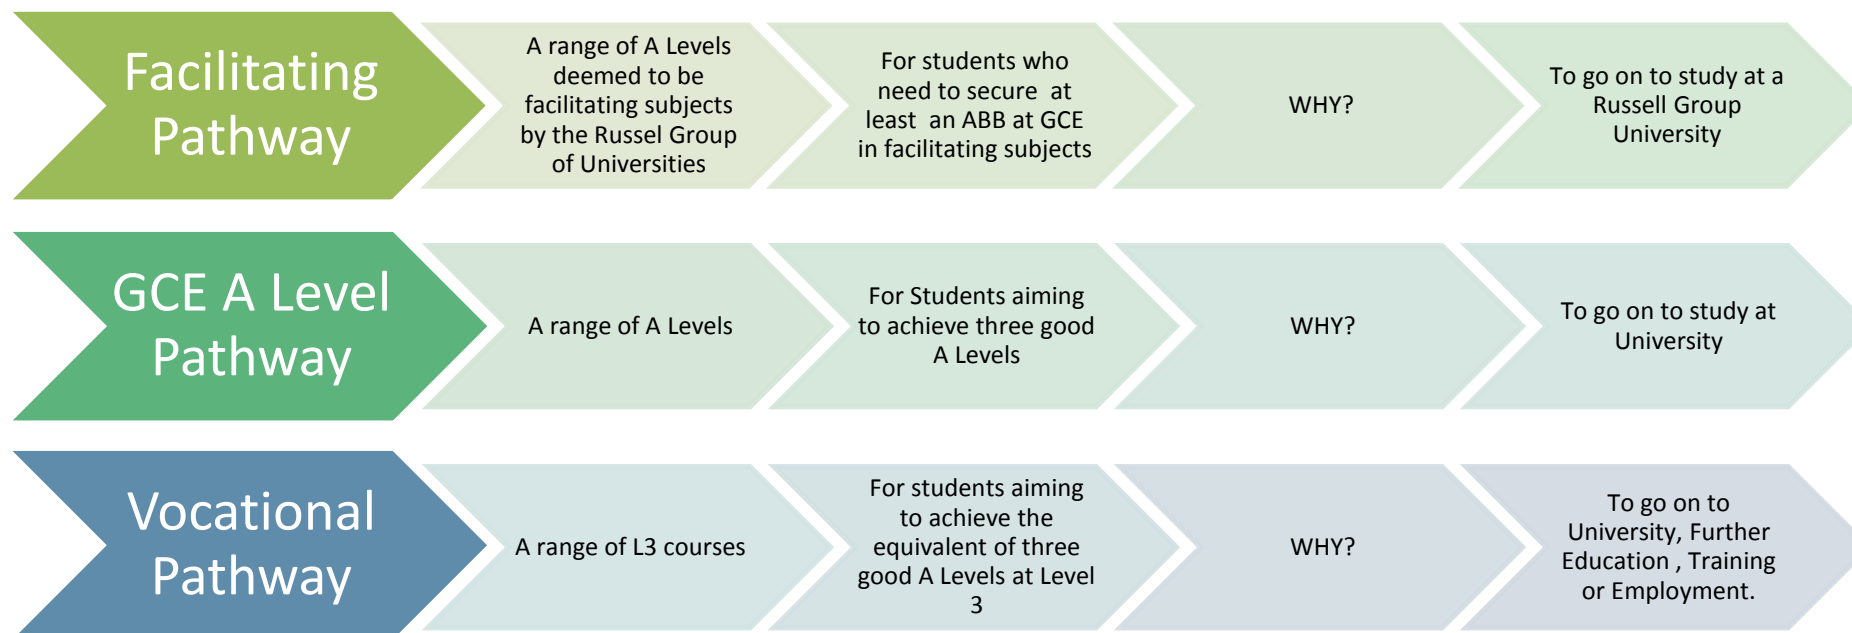 Facilitating
Pathway
A range of A Levels
deemed to be
facilitating subjects
by the Russel Group
of Universities
For students who
need to secure at
least an ABB at GCE
in facilitating subjects
WHY?
To go on to study at a
Russell Group
University
GCE A Level
Pathway
A range of A Levels
For Students aiming
to achieve three good
A Levels
WHY?
To go on to study at
University
Vocational
Pathway
A range of L3 courses
For students aiming
to achieve the
equivalent of three
good A Levels at Level
3
WHY?
To go on to
University, Further
Education , Training
or Employment.